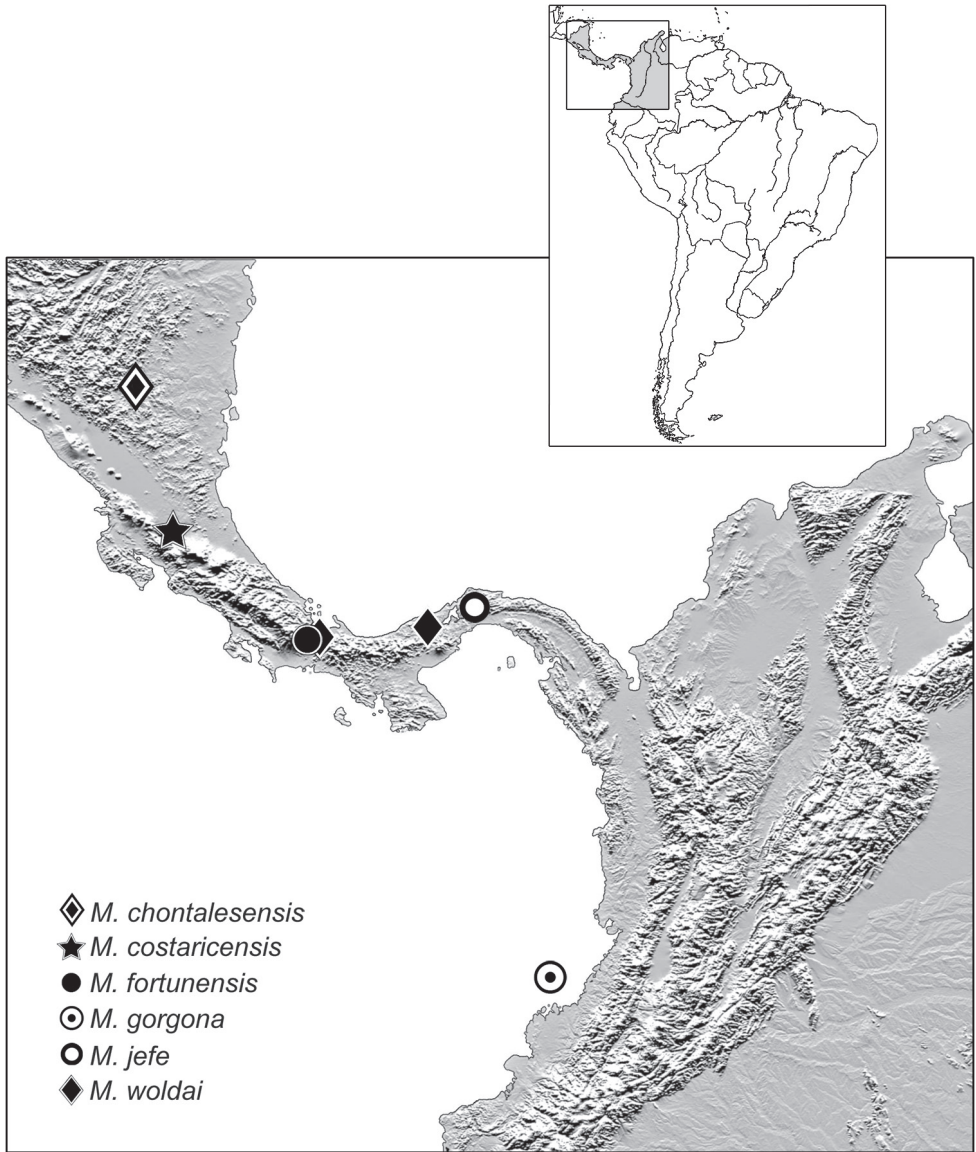 M. chontalesensis
M. costaricensis
M. fortunensis
M. gorgona
M. jefe
M. woldai